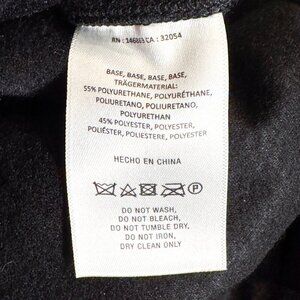 CA : 32054
BASE, BASE, BASE, BASE,
TRÄGERMATERIAL:
55% POLYURETHANE, POLYURÉTHANE,
POLIURETANO, POLIURETANO,
POLYURETHAN
45% POLYESTER, POLYESTER,
POLIÉSTER, POLIESTERE, POLYESTER
HECHO EN CHINA
P
DO NOT WASH,
DO NOT BLEACH,
DO NOT TUMBLE DRY,
DO NOT IRON,
DRY CLEAN ONLY